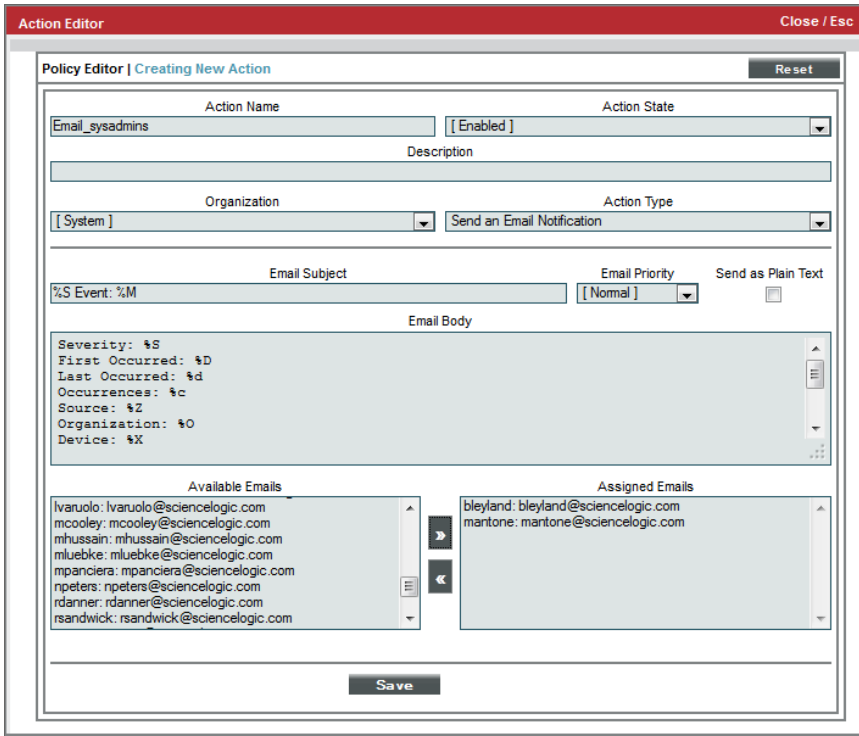 Action Editor
Close / Esc
Policy Editor | Creating New Action
Reset
Action Name
Action State
Email_sysadmins
[ Enabled ]
Description
Organization
Action Type
[ System ]
Send an Email Notification
Email Subject
Email Priority
Send as Plain Text
%S Event: %M
[ Normal ]
Email Body
Severity: %S
First Occurred: %D
Last Occurred: %d
Occurrences: %c
Source: %Z
Organization: %O
Device: %X
Available Emails
Assigned Emails
lvaruolo: lvaruolo@sciencelogic.com
mcooley: mcooley@sciencelogic.com
mhussain: mhussain@sciencelogic.com
mluebke: mluebke@sciencelogic.com
mpanciera: mpanciera@sciencelogic.com
npeters: npeters@sciencelogic.com
rdanner: rdanner@sciencelogic.com
rsandwick: rsandwick@sciencelogic.com
»
«
bleyland: bleyland@sciencelogic.com
mantone: mantone@sciencelogic.com
Save